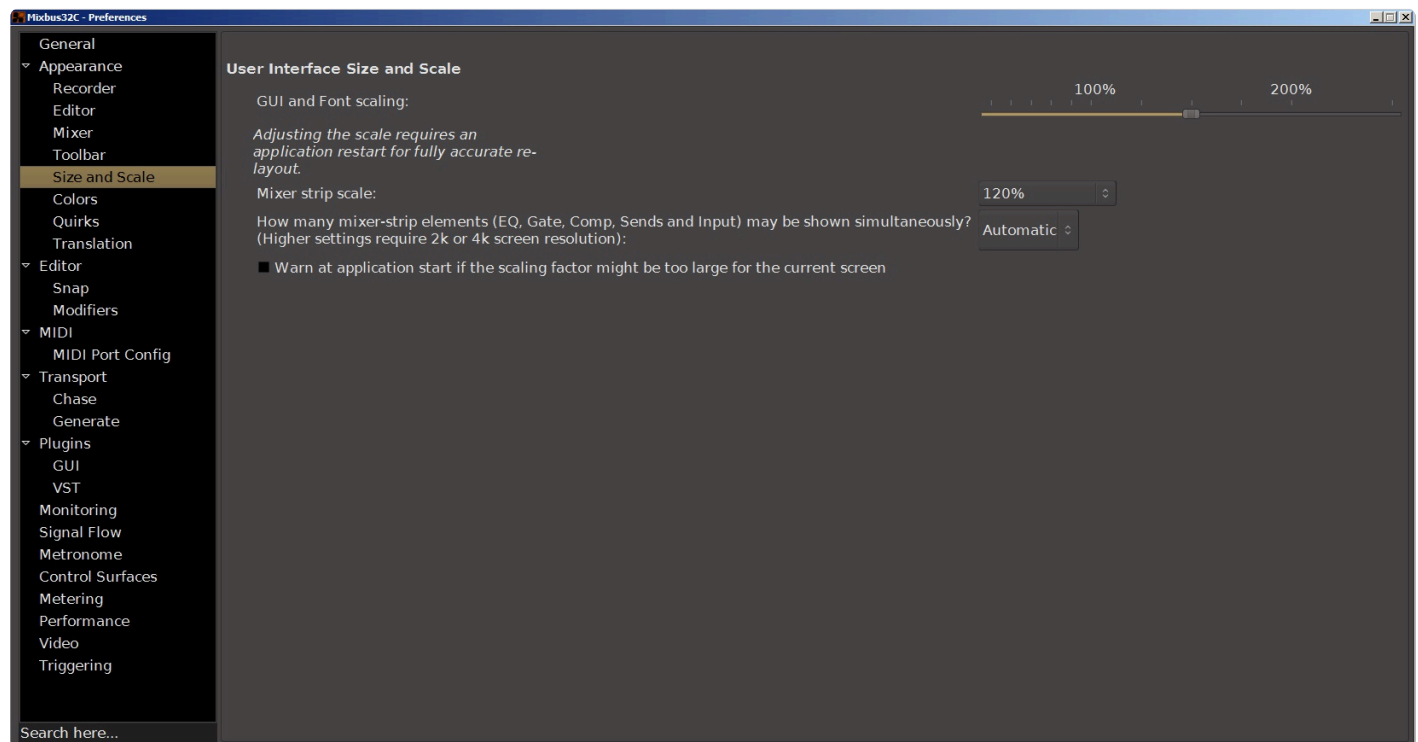 Mixbus32C - Preferences
General
Appearance
Recorder
Editor
Mixer
Toolbar
Size and Scale
Colors
Quirks
Translation
Editor
Snap
Modifiers
MIDI
MIDI Port Config
Transport
Chase
Generate
Plugins
GUI
VST
Monitoring
Signal Flow
Metronome
Control Surfaces
Metering
Performance
Video
Triggering
Search here...
User Interface Size and Scale
100% 200%
GUI and Font scaling:
Adjusting the scale requires an
application restart for fully accurate re-
layout.
Mixer strip scale: 120%
How many mixer-strip elements (EQ, Gate, Comp, Sends and Input) may be shown simultaneously?
(Higher settings require 2k or 4k screen resolution): Automatic
Warn at application start if the scaling factor might be too large for the current screen